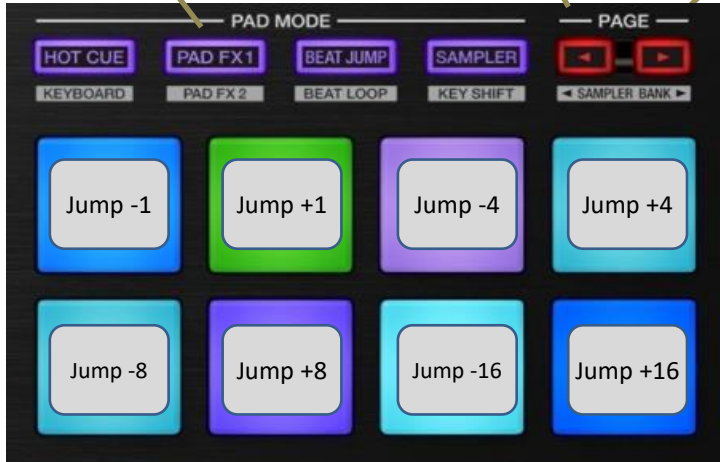 PAD MODE PAGE
HOT CUE PAD FX1 BEAT JUMP SAMPLER ◄ ►
KEYBOARD PAD FX 2 BEAT LOOP KEY SHIFT ◄ SAMPLER BANK ►
Jump -1 Jump +1 Jump -4 Jump +4
Jump -8 Jump +8 Jump -16 Jump +16